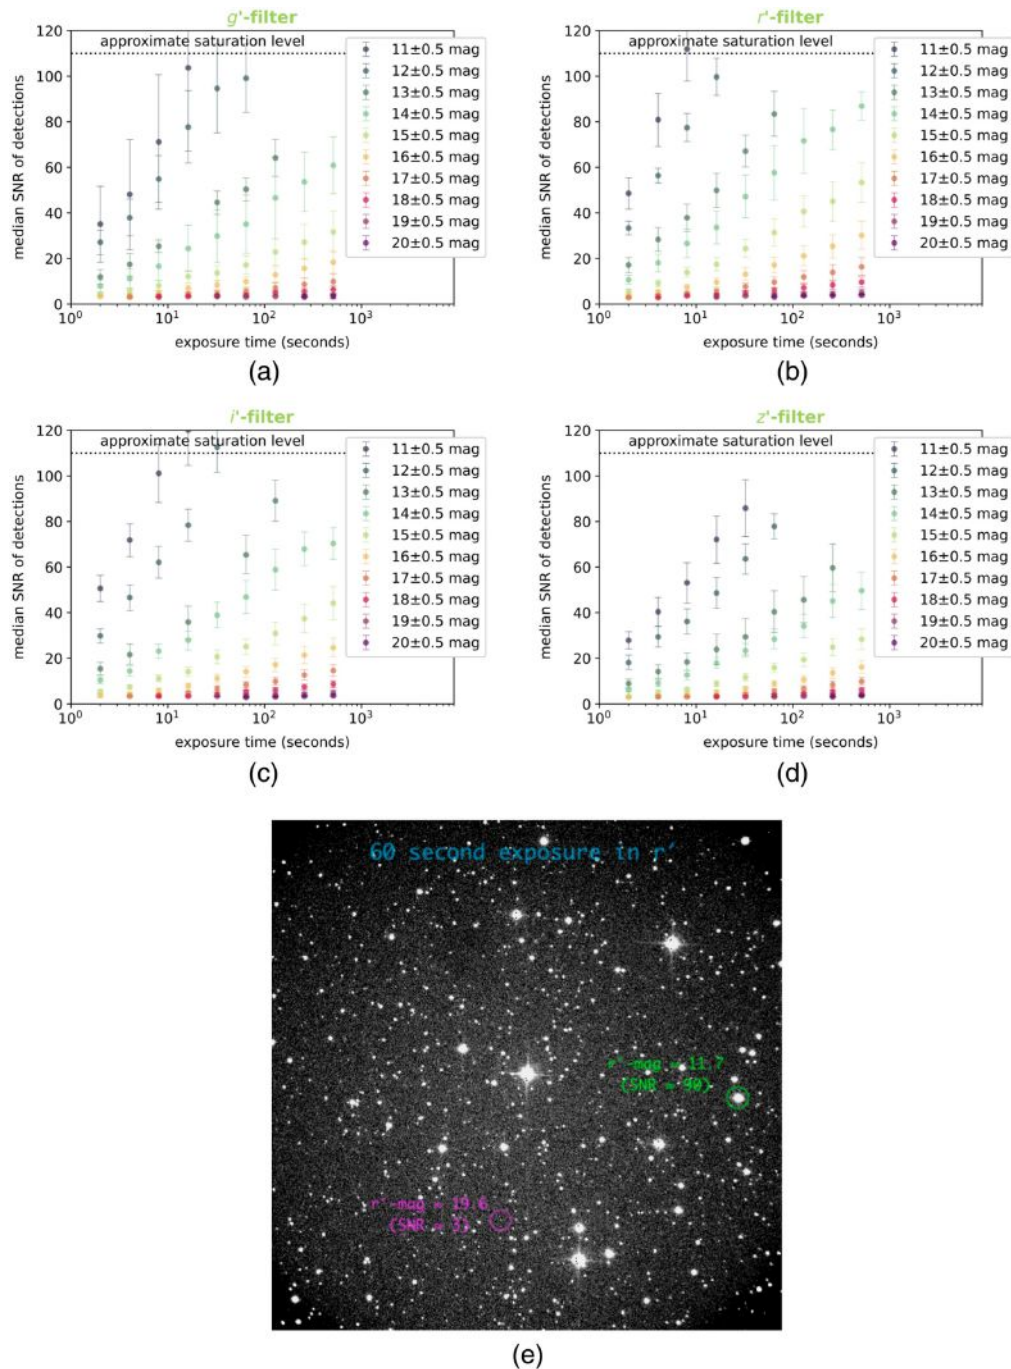 g'-filter
120
100
80
60
40
20
0
median SNR of detections
approximate saturation level
11±0.5 mag
12±0.5 mag
13±0.5 mag
14±0.5 mag
15±0.5 mag
16±0.5 mag
17±0.5 mag
18±0.5 mag
19±0.5 mag
20±0.5 mag
10⁰ 10¹ 10² 10³
exposure time (seconds)
(a)
r'-filter
120
100
80
60
40
20
0
median SNR of detections
approximate saturation level
11±0.5 mag
12±0.5 mag
13±0.5 mag
14±0.5 mag
15±0.5 mag
16±0.5 mag
17±0.5 mag
18±0.5 mag
19±0.5 mag
20±0.5 mag
10⁰ 10¹ 10² 10³
exposure time (seconds)
(b)
i'-filter
120
100
80
60
40
20
0
median SNR of detections
approximate saturation level
11±0.5 mag
12±0.5 mag
13±0.5 mag
14±0.5 mag
15±0.5 mag
16±0.5 mag
17±0.5 mag
18±0.5 mag
19±0.5 mag
20±0.5 mag
10⁰ 10¹ 10² 10³
exposure time (seconds)
(c)
z'-filter
120
100
80
60
40
20
0
median SNR of detections
approximate saturation level
11±0.5 mag
12±0.5 mag
13±0.5 mag
14±0.5 mag
15±0.5 mag
16±0.5 mag
17±0.5 mag
18±0.5 mag
19±0.5 mag
20±0.5 mag
10⁰ 10¹ 10² 10³
exposure time (seconds)
(d)
60 second exposure in r'
r'-mag = 11.7
(SNR = 90)
r'-mag = 19.6
(SNR = 3)
(e)